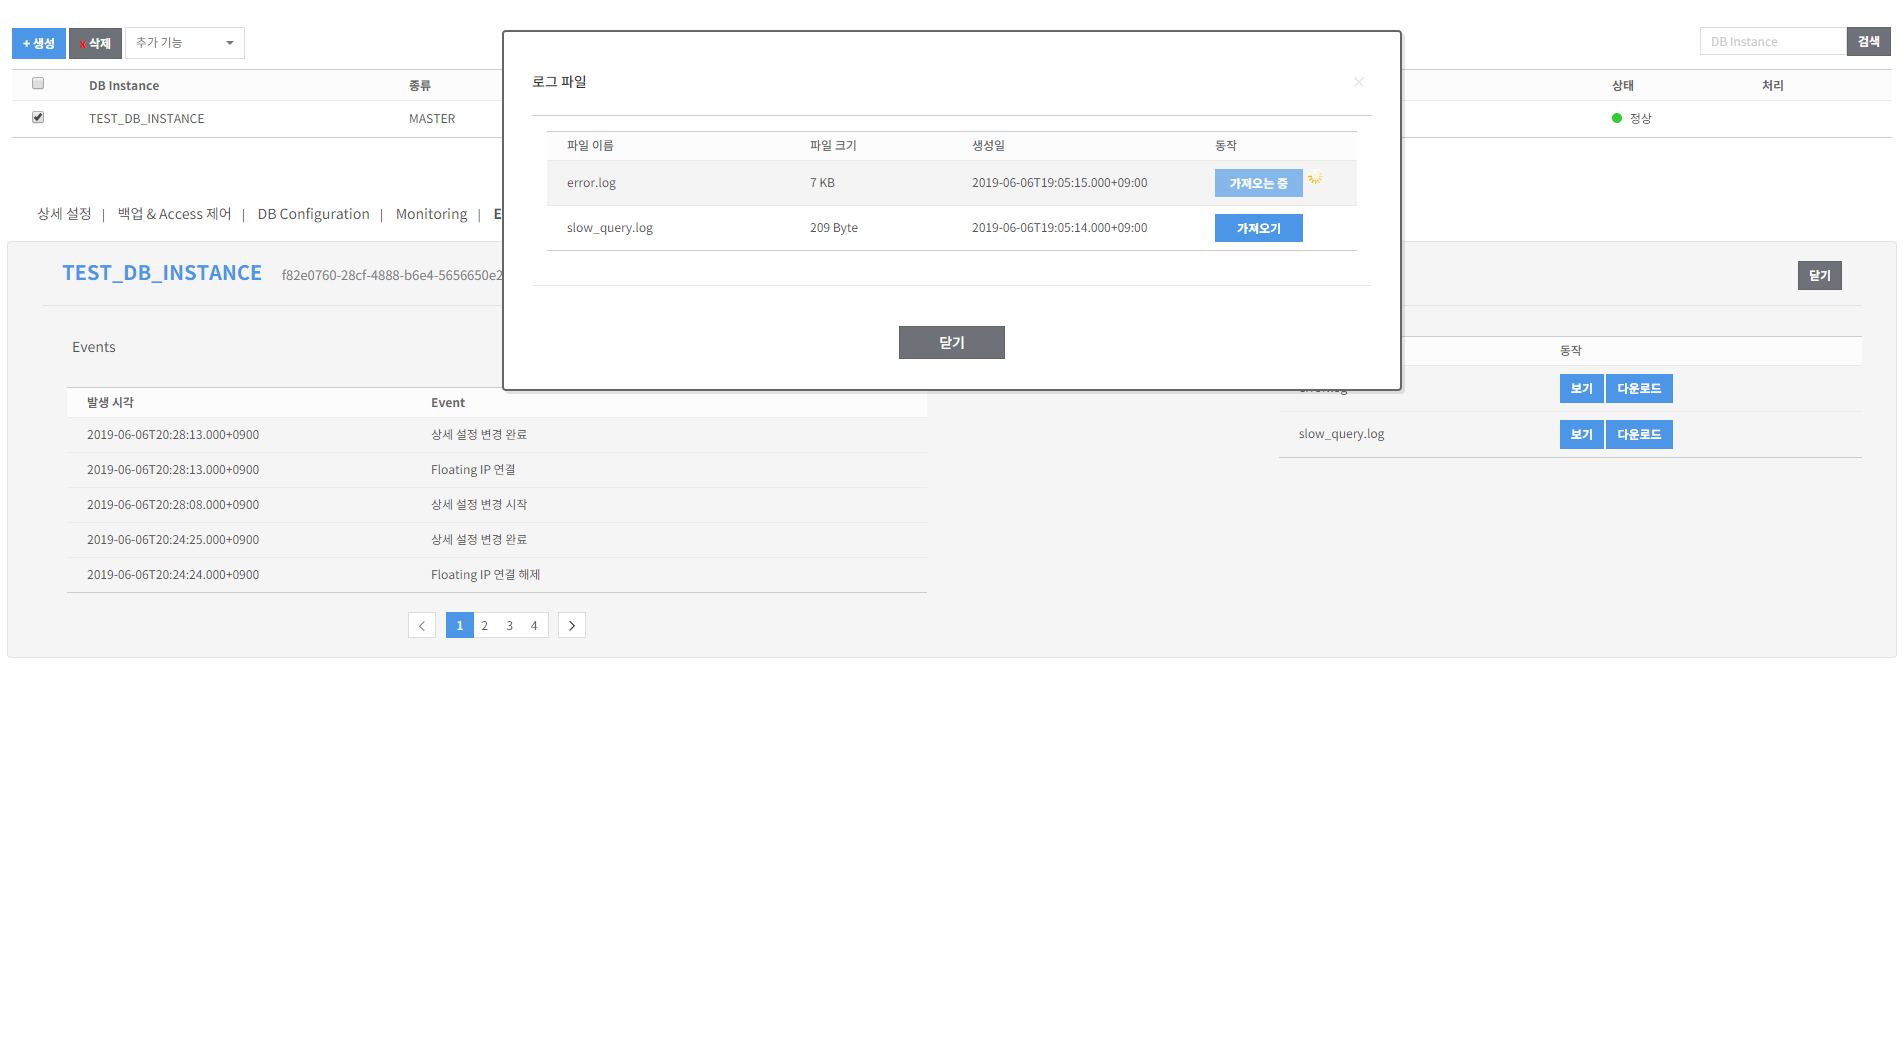 + 생성 x 삭제 추가 기능
DB Instance 검색
DB Instance 종류 상태 처리
TEST_DB_INSTANCE MASTER 정상
로그 파일 ×
파일 이름 파일 크기 생성일 동작
error.log 7 KB 2019-06-06T19:05:15.000+09:00 가져오는 중
slow_query.log 209 Byte 2019-06-06T19:05:14.000+09:00 가져오기
닫기
상세 설정 | 백업 & Access 제어 | DB Configuration | Monitoring | E
TEST_DB_INSTANCE f82e0760-28cf-4888-b6e4-5656650e2 닫기
Events
발생 시각 Event
2019-06-06T20:28:13.000+0900 상세 설정 변경 완료
2019-06-06T20:28:13.000+0900 Floating IP 연결
2019-06-06T20:28:08.000+0900 상세 설정 변경 시작
2019-06-06T20:24:25.000+0900 상세 설정 변경 완료
2019-06-06T20:24:24.000+0900 Floating IP 연결 해제
< 1 2 3 4 >
동작
보기 다운로드
slow_query.log 보기 다운로드